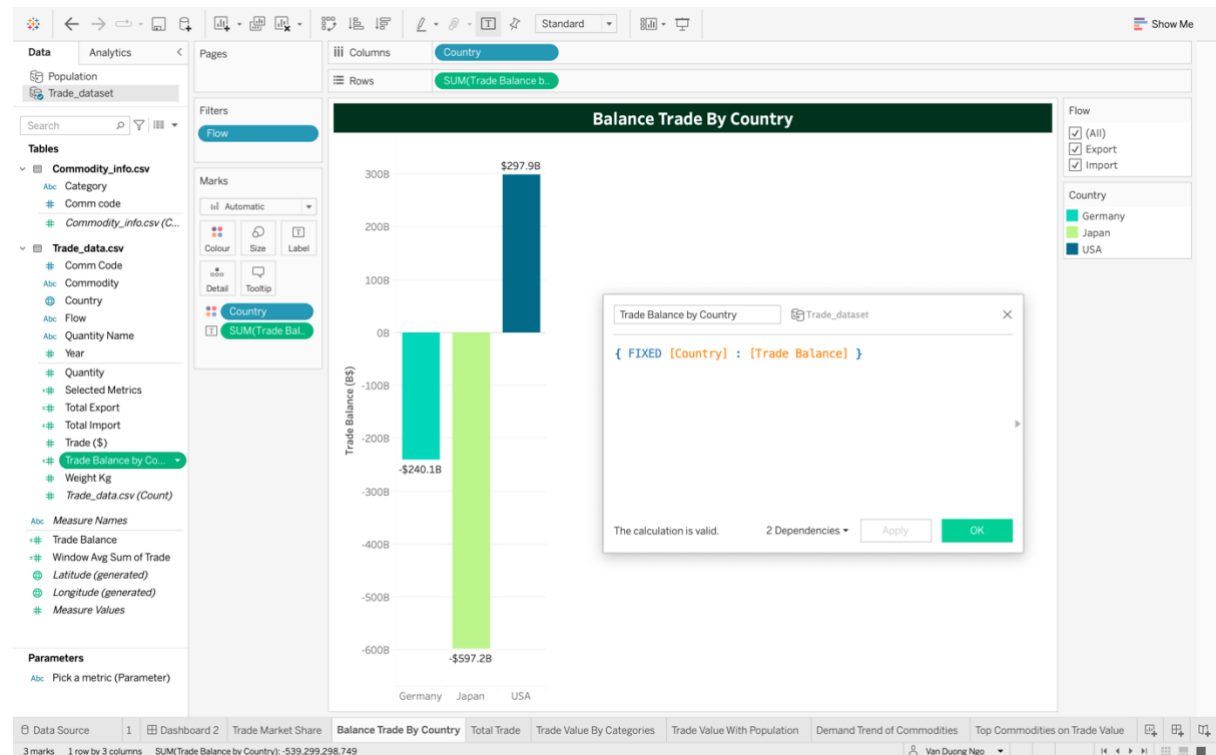 Standard
Show Me
Data
Analytics
Population
Trade_dataset
Search
Tables
Commodity_info.csv
Abc Category
# Comm code
# Commodity_info.csv (C...
Trade_data.csv
# Comm Code
Abc Commodity
Country
Abc Flow
Abc Quantity Name
# Year
# Quantity
=# Selected Metrics
=# Total Export
=# Total Import
# Trade ($)
=# Trade Balance by Co...
# Weight Kg
# Trade_data.csv (Count)
Abc Measure Names
=# Trade Balance
=# Window Avg Sum of Trade
Latitude (generated)
Longitude (generated)
# Measure Values
Parameters
Abc Pick a metric (Parameter)
Pages
Filters
Flow
Marks
Automatic
Colour
Size
Label
Detail
Tooltip
Country
SUM(Trade Bal..
Columns
Country
Rows
SUM(Trade Balance b..
Balance Trade By Country
Trade Balance (B$)
300B
200B
100B
0B
-100B
-200B
-300B
-400B
-500B
-600B
$297.9B
-$240.1B
-$597.2B
Germany
Japan
USA
Trade Balance by Country
Trade_dataset
{ FIXED [Country] : [Trade Balance] }
The calculation is valid.
2 Dependencies
Apply
OK
Flow
(All)
Export
Import
Country
Germany
Japan
USA
Data Source
1
Dashboard 2
Trade Market Share
Balance Trade By Country
Total Trade
Trade Value By Categories
Trade Value With Population
Demand Trend of Commodities
Top Commodities on Trade Value
3 marks 1 row by 3 columns SUM(Trade Balance by Country): -539,299,298,749
Van Duong Ngo